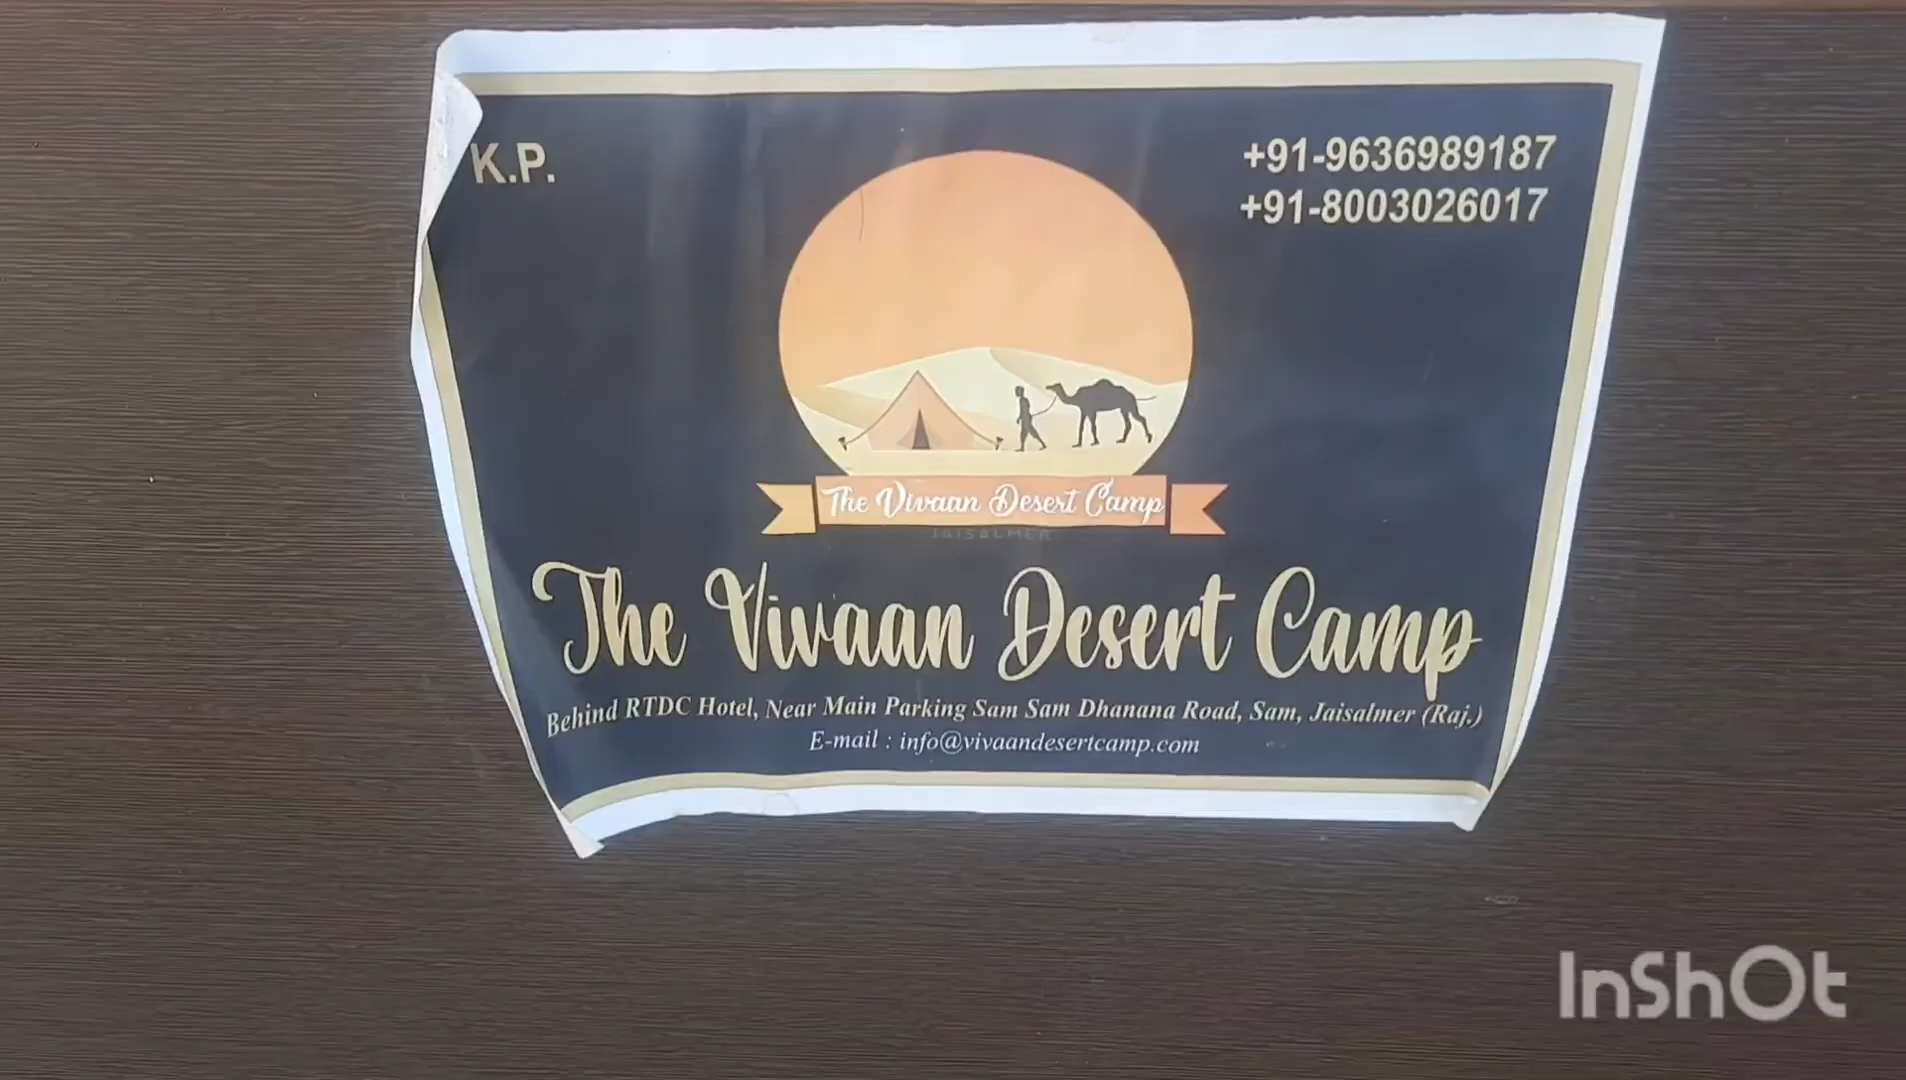 K.P.
+91-9636989187
+91-8003026017
The Vivaan Desert Camp
JAISALMER
The Vivaan Desert Camp
Behind RTDC Hotel, Near Main Parking Sam Sam Dhanana Road, Sam, Jaisalmer (Raj.)
E-mail : info@vivaandesertcamp.com
InShOt